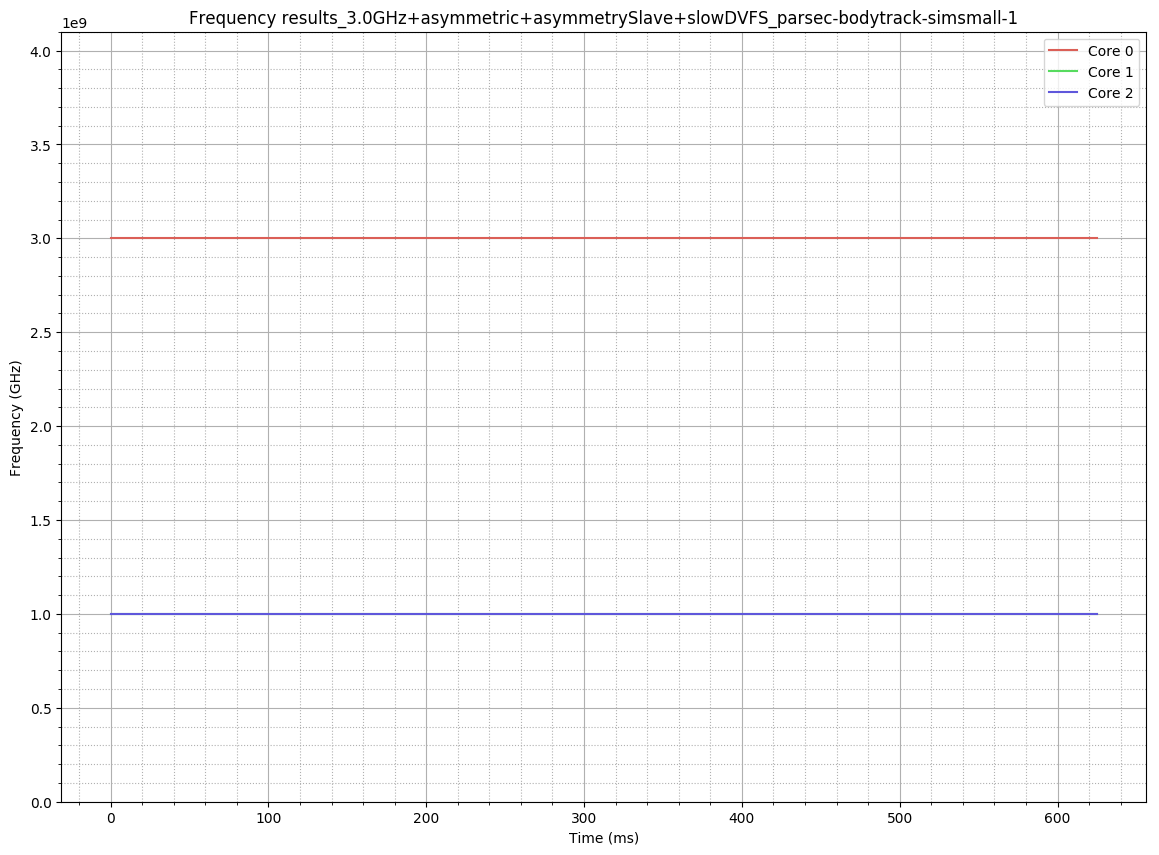 Frequency results_3.0GHz+asymmetric+asymmetrySlave+slowDVFS_parsec-bodytrack-simsmall-1
1e9
Core 0
Core 1
Core 2
4.0
3.5
3.0
2.5
2.0
1.5
1.0
0.5
0.0
Frequency (GHz)
0 100 200 300 400 500 600
Time (ms)